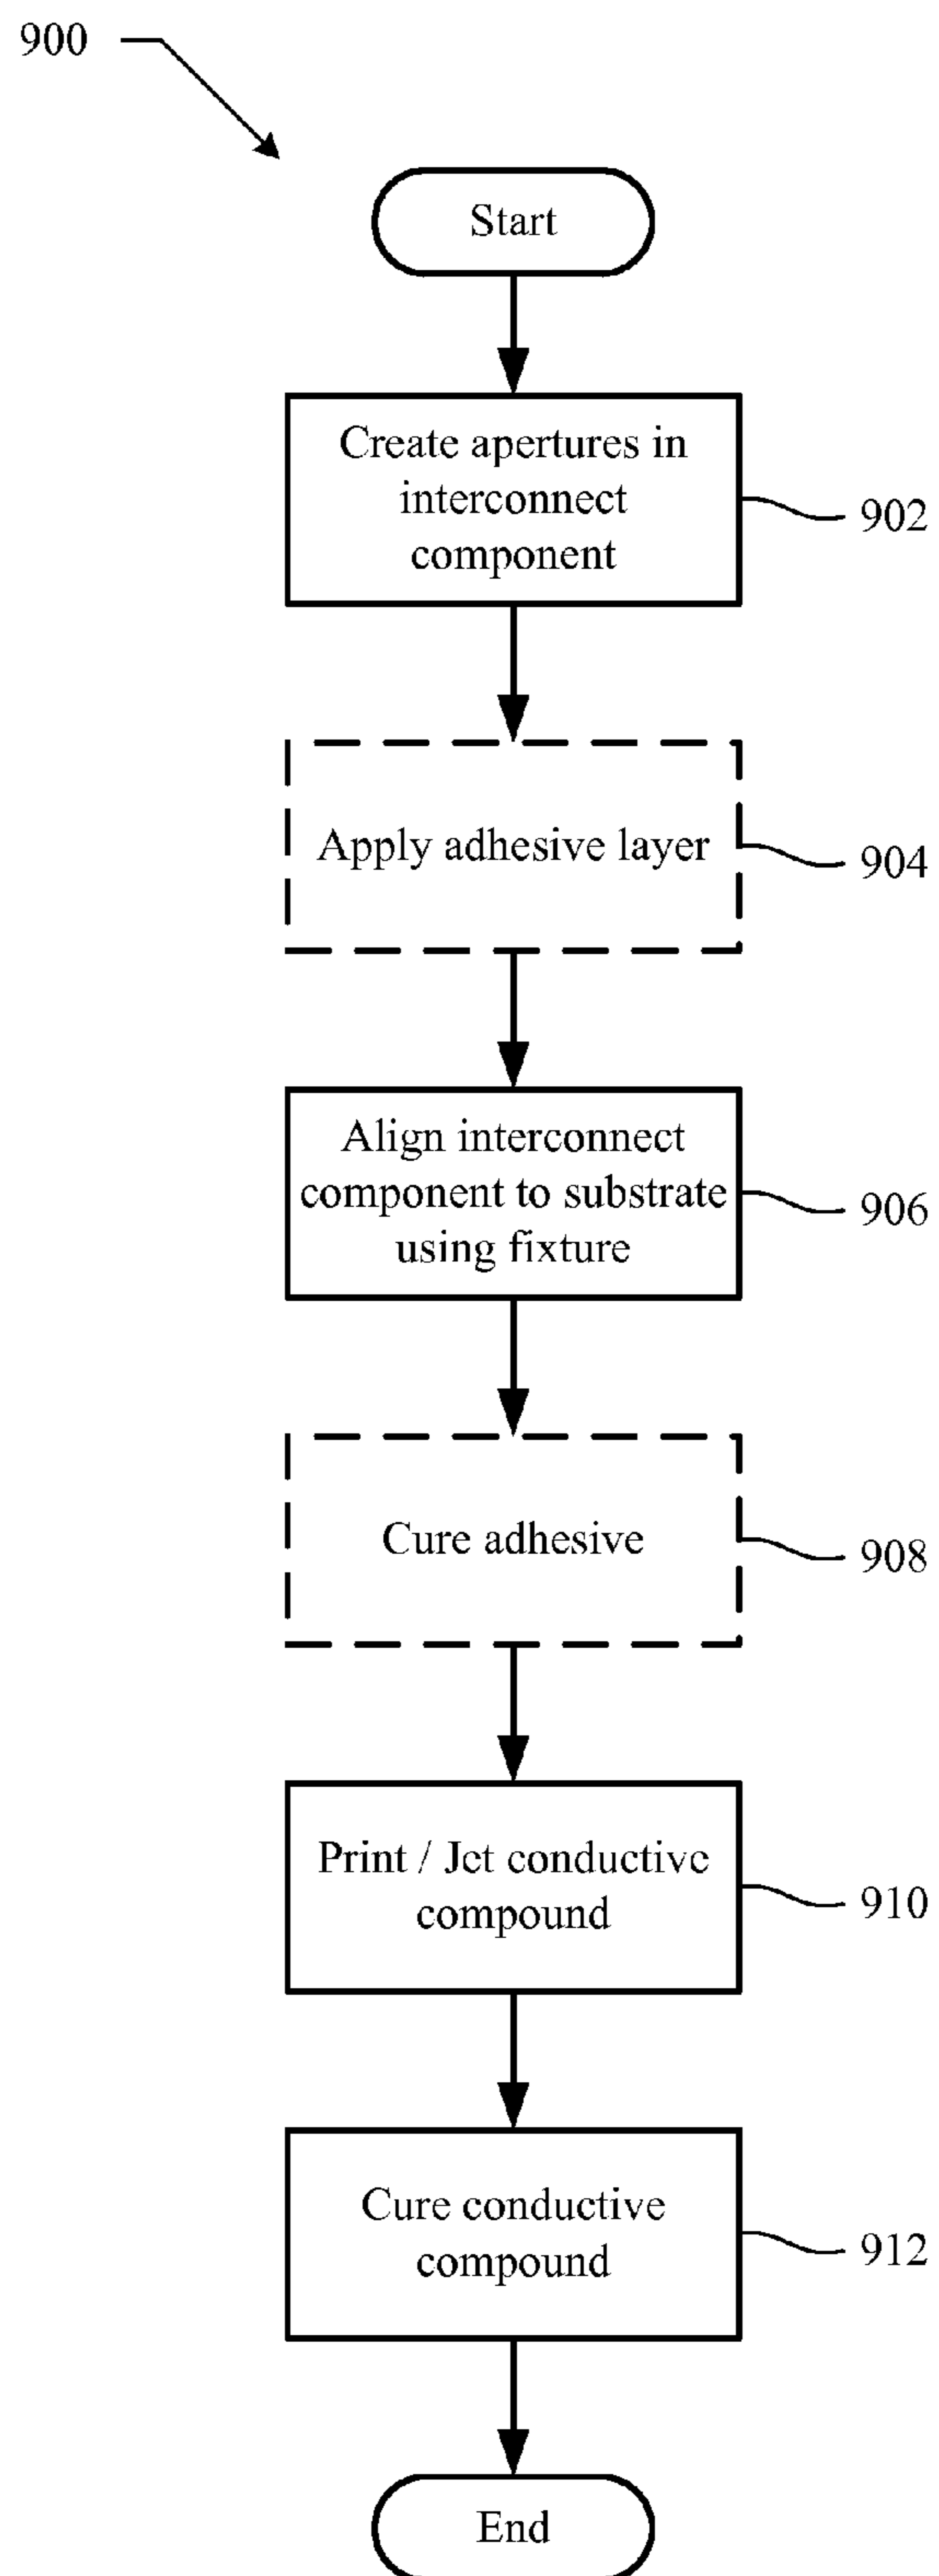 900
Start
Create apertures in
interconnect
component
902
Apply adhesive layer
904
Align interconnect
component to substrate
using fixture
906
Cure adhesive
908
Print / Jet conductive
compound
910
Cure conductive
compound
912
End